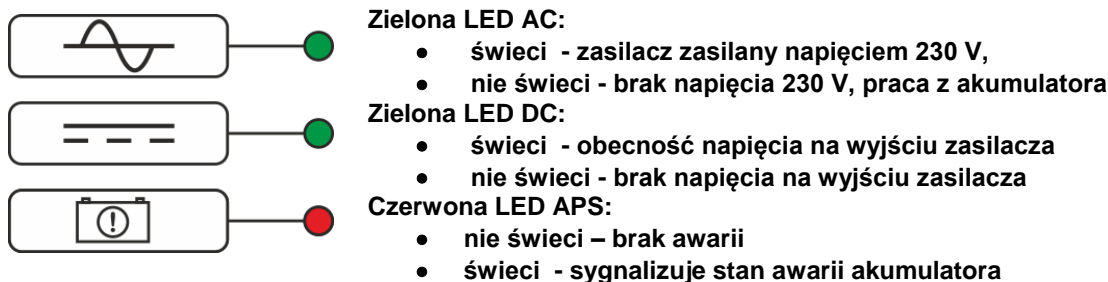 Zielona LED AC:
● świeci - zasilacz zasilany napięciem 230 V,
● nie świeci - brak napięcia 230 V, praca z akumulatora
Zielona LED DC:
● świeci - obecność napięcia na wyjściu zasilacza
● nie świeci - brak napięcia na wyjściu zasilacza
Czerwona LED APS:
● nie świeci – brak awarii
● świeci - sygnalizuje stan awarii akumulatora